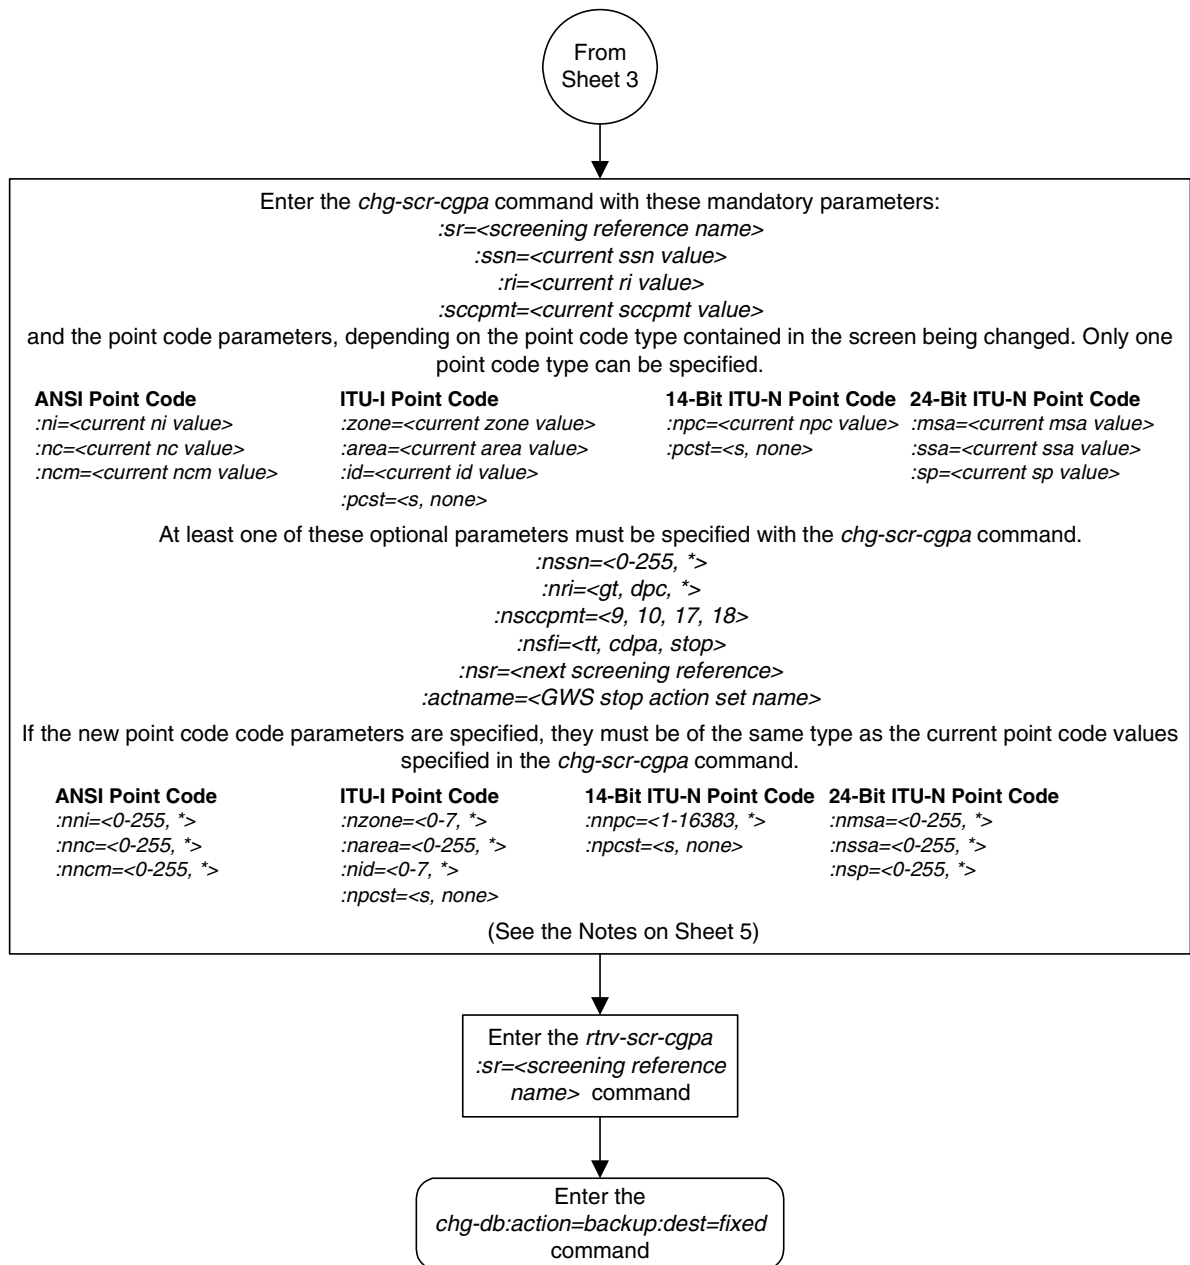 From
Sheet 3
Enter the chg-scr-cgpa command with these mandatory parameters:
:sr=<screening reference name>
:ssn=<current ssn value>
:ri=<current ri value>
:sccpmt=<current sccpmt value>
and the point code parameters, depending on the point code type contained in the screen being changed. Only one
point code type can be specified.
ANSI Point Code
:ni=<current ni value>
:nc=<current nc value>
:ncm=<current ncm value>
ITU-I Point Code
:zone=<current zone value>
:area=<current area value>
:id=<current id value>
:pcst=<s, none>
14-Bit ITU-N Point Code
:npc=<current npc value>
:pcst=<s, none>
24-Bit ITU-N Point Code
:msa=<current msa value>
:ssa=<current ssa value>
:sp=<current sp value>
At least one of these optional parameters must be specified with the chg-scr-cgpa command.
:nssn=<0-255, *>
:nri=<gt, dpc, *>
:nsccpmt=<9, 10, 17, 18>
:nsfi=<tt, cdpa, stop>
:nsr=<next screening reference>
:actname=<GWS stop action set name>
If the new point code code parameters are specified, they must be of the same type as the current point code values
specified in the chg-scr-cgpa command.
ANSI Point Code
:nni=<0-255, *>
:nnc=<0-255, *>
:nncm=<0-255, *>
ITU-I Point Code
:nzone=<0-7, *>
:narea=<0-255, *>
:nid=<0-7, *>
:npcst=<s, none>
14-Bit ITU-N Point Code
:nnpc=<1-16383, *>
:npcst=<s, none>
24-Bit ITU-N Point Code
:nmsa=<0-255, *>
:nssa=<0-255, *>
:nsp=<0-255, *>
(See the Notes on Sheet 5)
Enter the rtrv-scr-cgpa
:sr=<screening reference
name> command
Enter the
chg-db:action=backup:dest=fixed
command